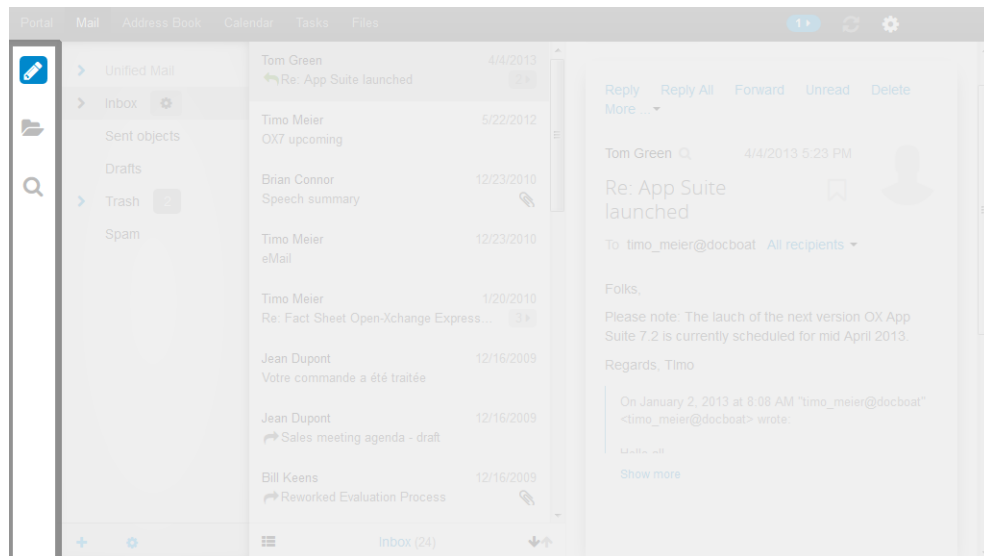 Portal Mail Address Book Calendar Tasks Files 1
Unified Mail
Inbox
Sent objects
Drafts
Trash 2
Spam
Tom Green 4/4/2013
Re: App Suite launched 2
Timo Meier 5/22/2012
OX7 upcoming
Brian Connor 12/23/2010
Speech summary
Timo Meier 12/23/2010
eMail
Timo Meier 1/20/2010
Re: Fact Sheet Open-Xchange Express... 3
Jean Dupont 12/16/2009
Votre commande a été traitée
Jean Dupont 12/16/2009
Sales meeting agenda - draft
Bill Keens 12/16/2009
Reworked Evaluation Process
Inbox (24)
Reply Reply All Forward Unread Delete
More ...
Tom Green 4/4/2013 5:23 PM
Re: App Suite
launched
To timo_meier@docboat All recipients
Folks,
Please note: The lauch of the next version OX App
Suite 7.2 is currently scheduled for mid April 2013.
Regards, Timo
On January 2, 2013 at 8:08 AM "timo_meier@docboat"
<timo_meier@docboat> wrote:
Hello all
Show more